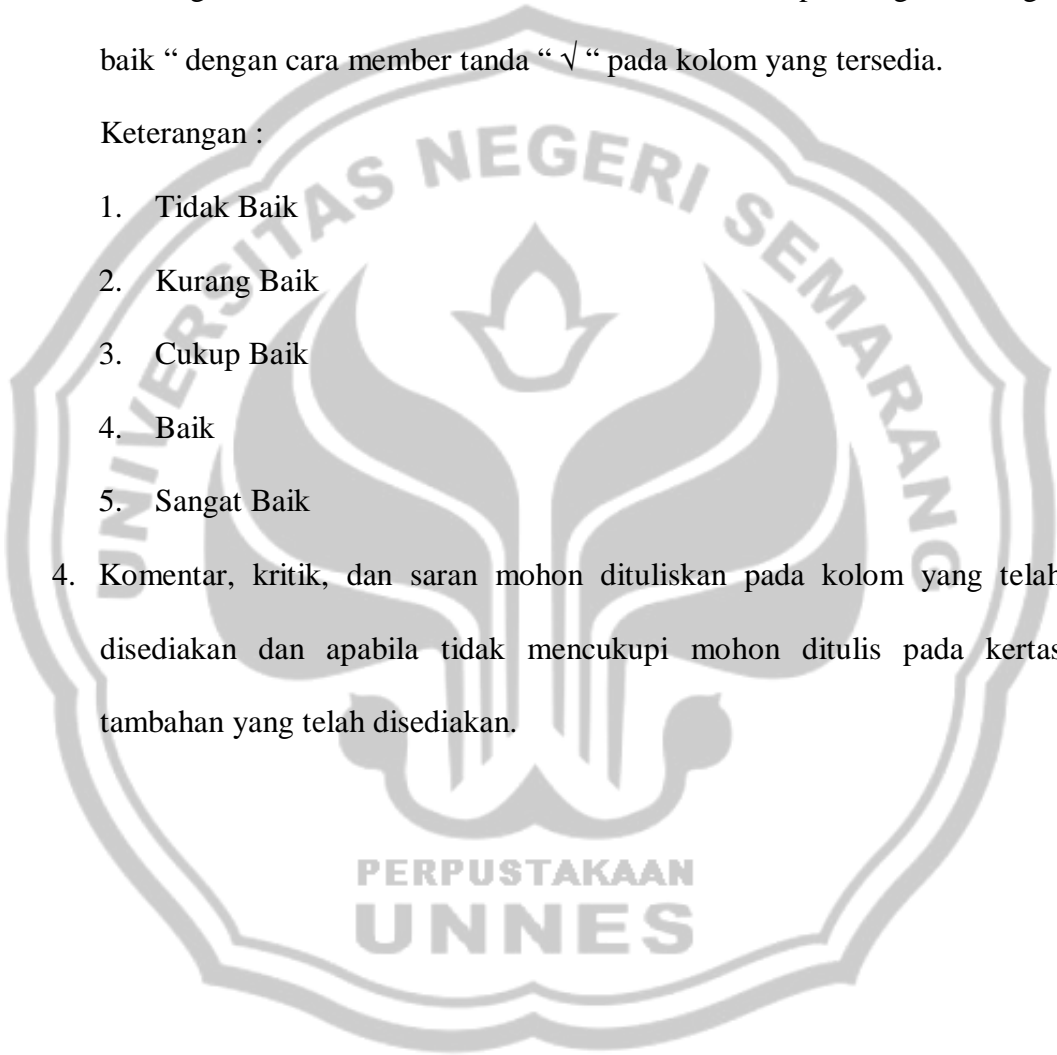 baik “ dengan cara member tanda “ √ “ pada kolom yang tersedia.
Keterangan :
1. Tidak Baik
2. Kurang Baik
3. Cukup Baik
4. Baik
5. Sangat Baik
4. Komentar, kritik, dan saran mohon dituliskan pada kolom yang telah
disediakan dan apabila tidak mencukupi mohon ditulis pada kertas
tambahan yang telah disediakan.
UNIVERSITAS NEGERI SEMARANG
PERPUSTAKAAN
UNNES